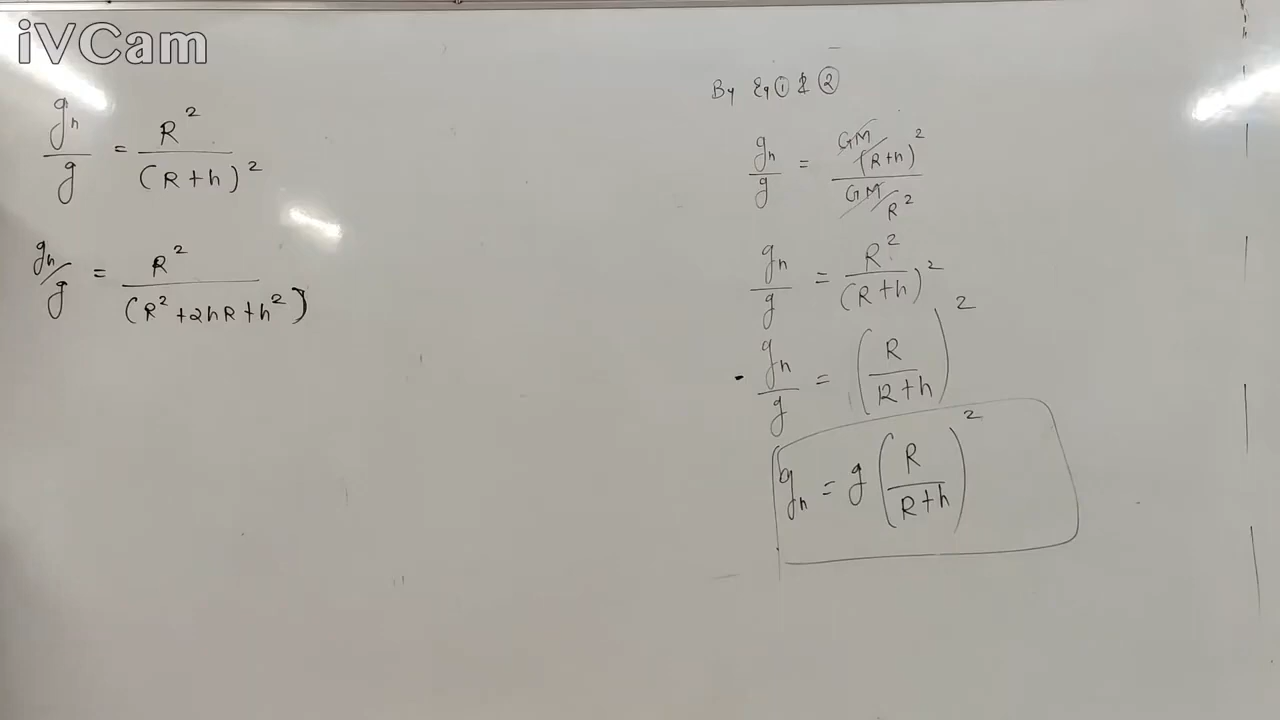 iVCam
gh/g = R²/(R+h)²
gh/g = R²/(R²+2hR+h²)
By Eq ① & ②
gh/g = (GM/(R+h)²)/(GM/R²)
gh/g = R²/(R+h)²
gh/g = (R/(R+h))²
gh = g(R/(R+h))²